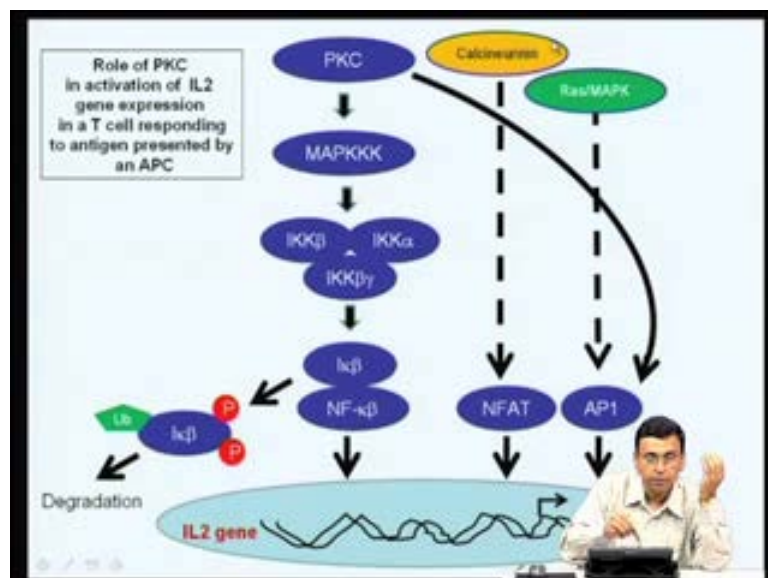 Role of PKC
in activation of IL2
gene expression
in a T cell responding
to antigen presented by
an APC
PKC
Calcineurin
Ras/MAPK
MAPKKK
IKKβ
IKKα
IKKβγ
Iκβ
NF-κβ
NFAT
AP1
P
Ub
Iκβ
P
Degradation
IL2 gene